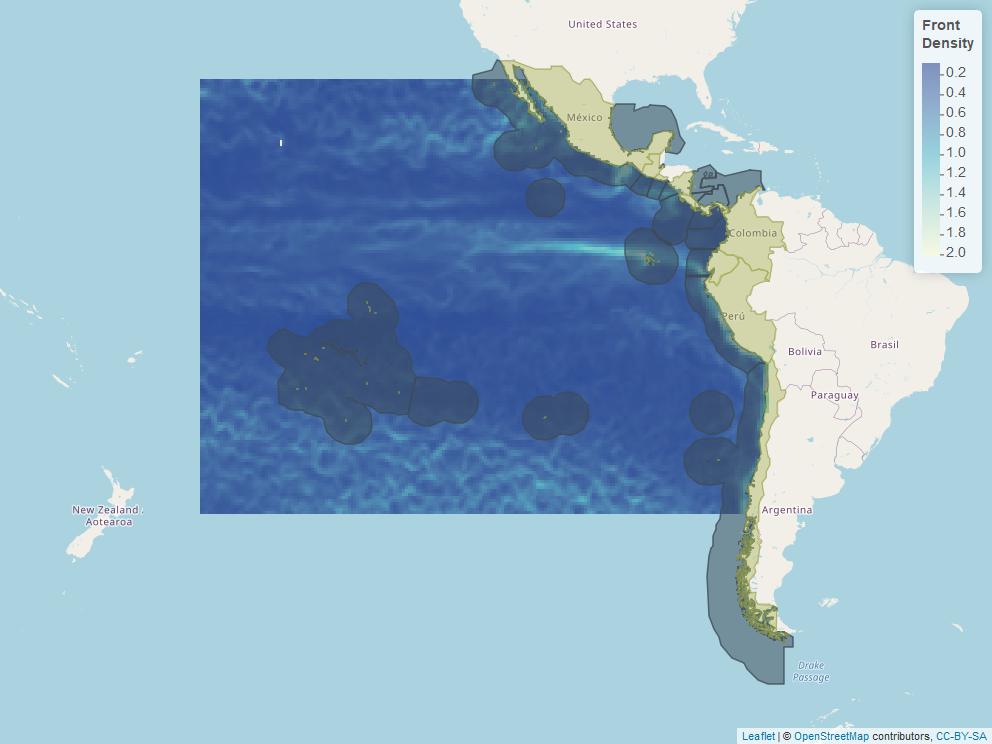 United States
Front
Density
0.2
0.4
0.6
0.8
1.0
1.2
1.4
1.6
1.8
2.0
México
Colombia
Perú
Bolivia
Brasil
Paraguay
New Zealand
Aotearoa
Argentina
Drake
Passage
Leaflet | © OpenStreetMap contributors, CC-BY-SA